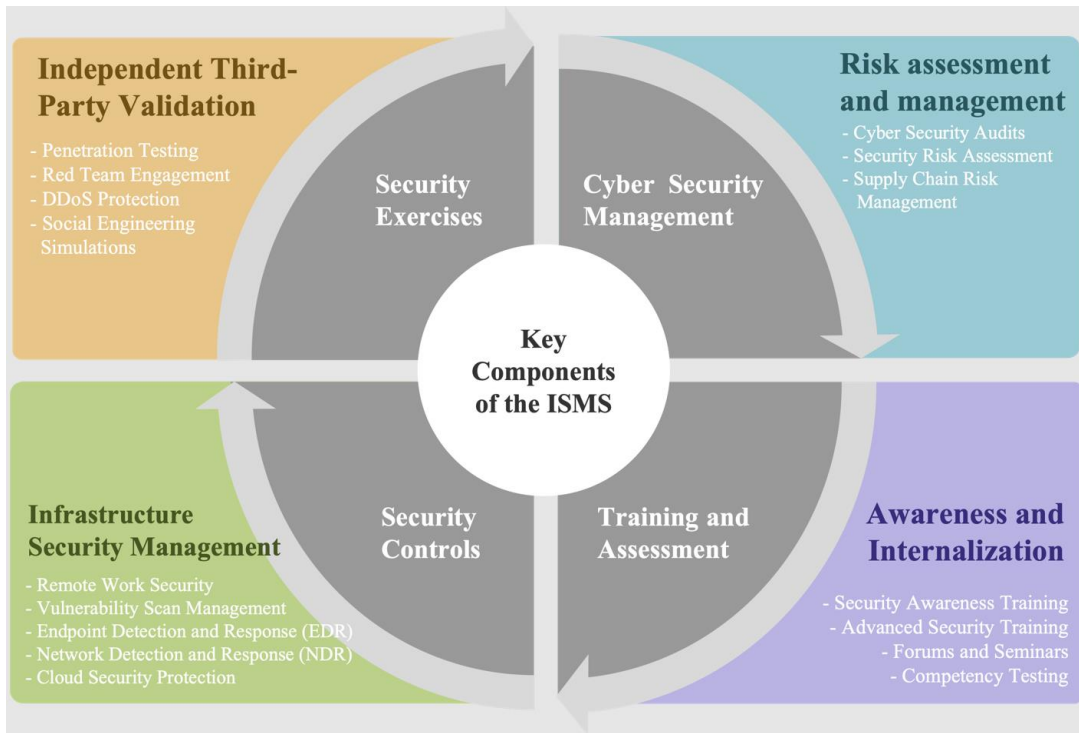 Independent Third-
Party Validation
- Penetration Testing
- Red Team Engagement
- DDoS Protection
- Social Engineering
Simulations
Security
Exercises
Cyber Security
Management
Risk assessment
and management
- Cyber Security Audits
- Security Risk Assessment
- Supply Chain Risk
Management
Key
Components
of the ISMS
Infrastructure
Security Management
- Remote Work Security
- Vulnerability Scan Management
- Endpoint Detection and Response (EDR)
- Network Detection and Response (NDR)
- Cloud Security Protection
Security
Controls
Training and
Assessment
Awareness and
Internalization
- Security Awareness Training
- Advanced Security Training
- Forums and Seminars
- Competency Testing